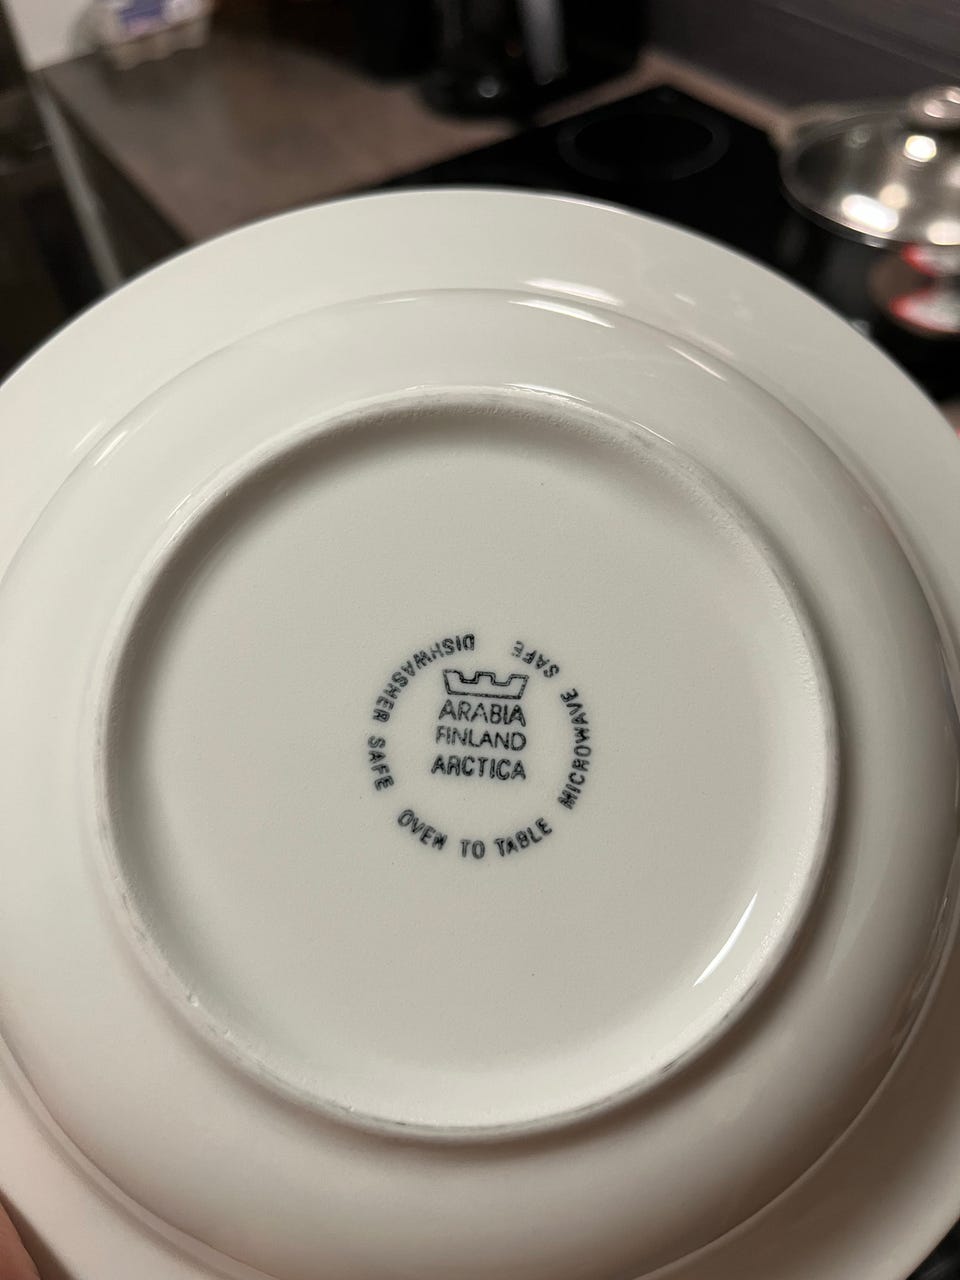 ARABIA
FINLAND
ARCTICA
DISHWASHER SAFE OVEN TO TABLE MICROWAVE SAFE